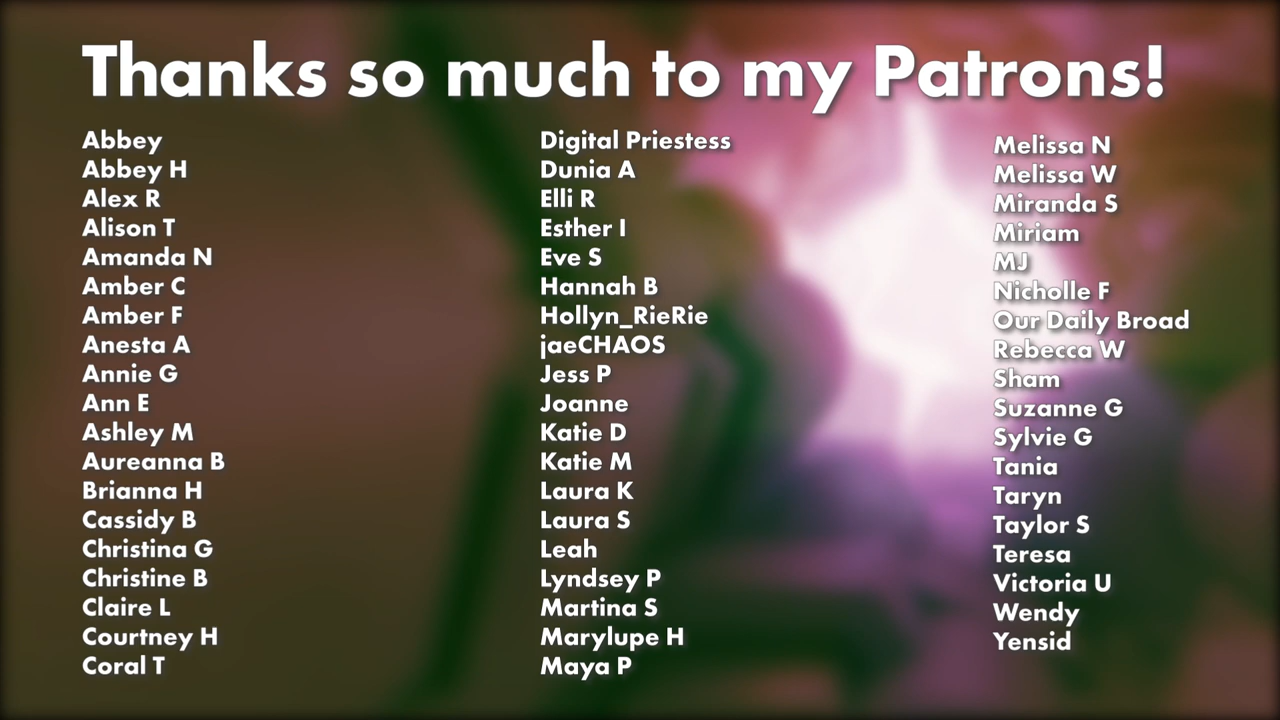 Thanks so much to my Patrons!
Abbey
Abbey H
Alex R
Alison T
Amanda N
Amber C
Amber F
Anesta A
Annie G
Ann E
Ashley M
Aureanna B
Brianna H
Cassidy B
Christina G
Christine B
Claire L
Courtney H
Coral T
Digital Priestess
Dunia A
Elli R
Esther I
Eve S
Hannah B
Hollyn_RieRie
jaeCHAOS
Jess P
Joanne
Katie D
Katie M
Laura K
Laura S
Leah
Lyndsey P
Martina S
Marylupe H
Maya P
Melissa N
Melissa W
Miranda S
Miriam
MJ
Nicholle F
Our Daily Broad
Rebecca W
Sham
Suzanne G
Sylvie G
Tania
Taryn
Taylor S
Teresa
Victoria U
Wendy
Yensid